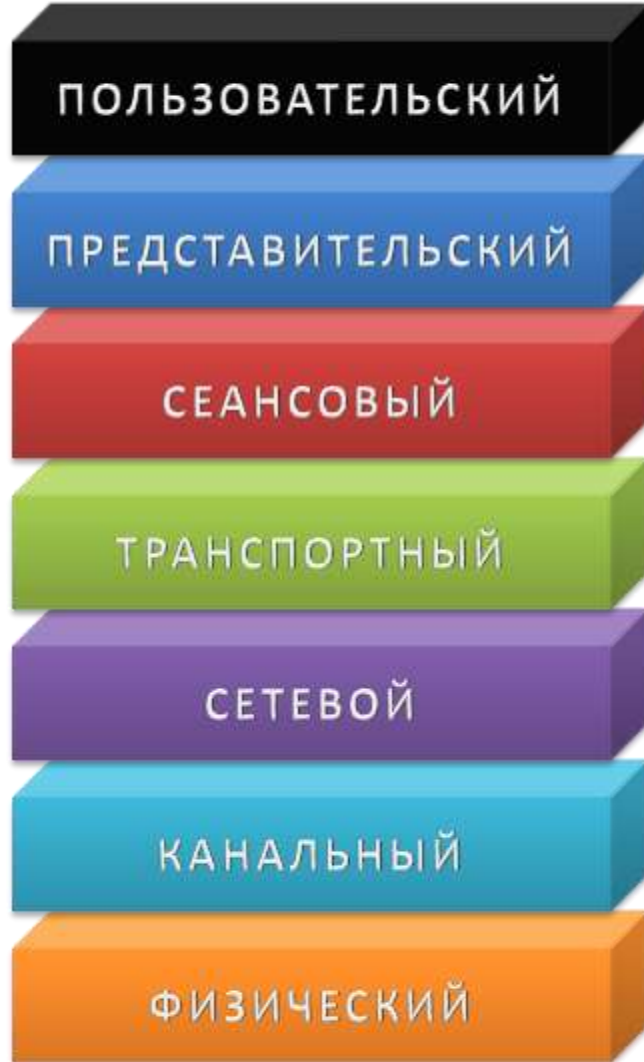 ПОЛЬЗОВАТЕЛЬСКИЙ
ПРЕДСТАВИТЕЛЬСКИЙ
СЕАНСОВЫЙ
ТРАНСПОРТНЫЙ
СЕТЕВОЙ
КАНАЛЬНЫЙ
ФИЗИЧЕСКИЙ